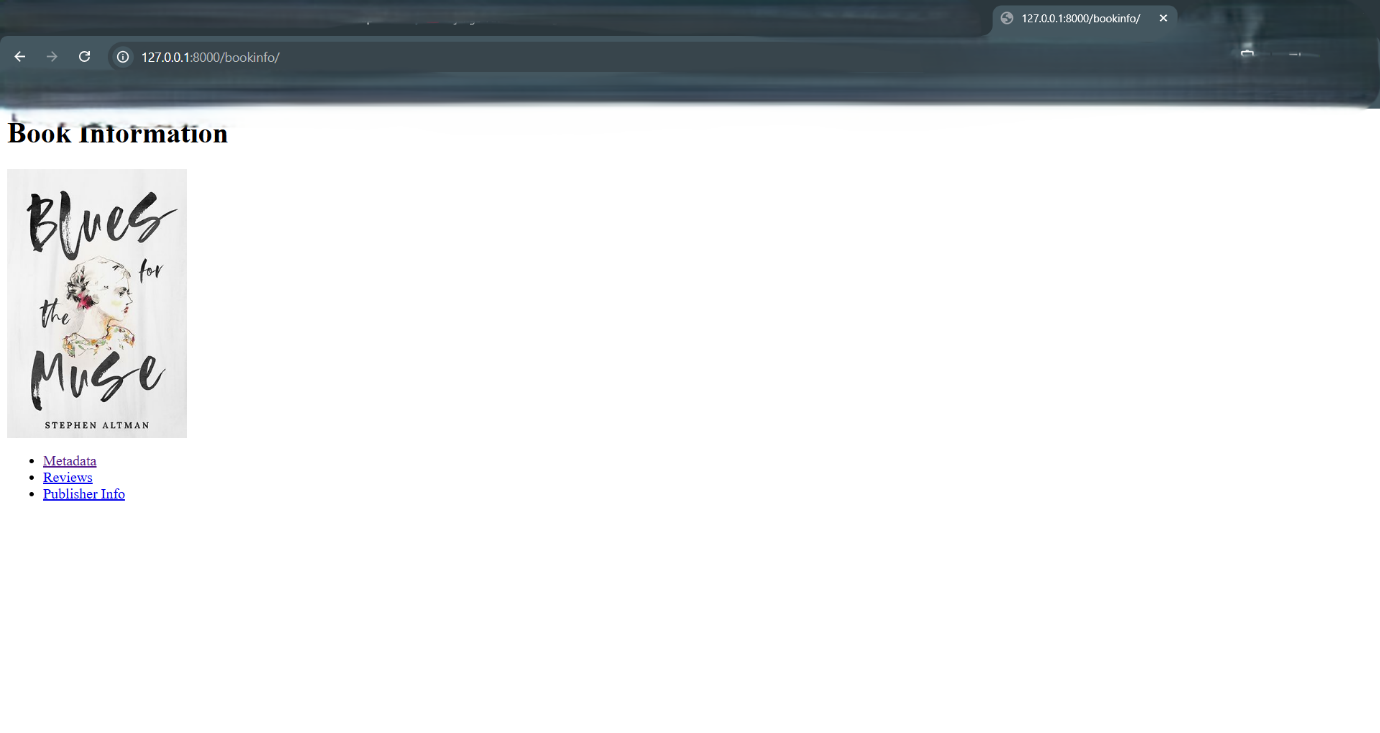 127.0.0.1:8000/bookinfo/
127.0.0.1:8000/bookinfo/
Book Information
Blues
for
the
Muse
STEPHEN ALTMAN
Metadata
Reviews
Publisher Info